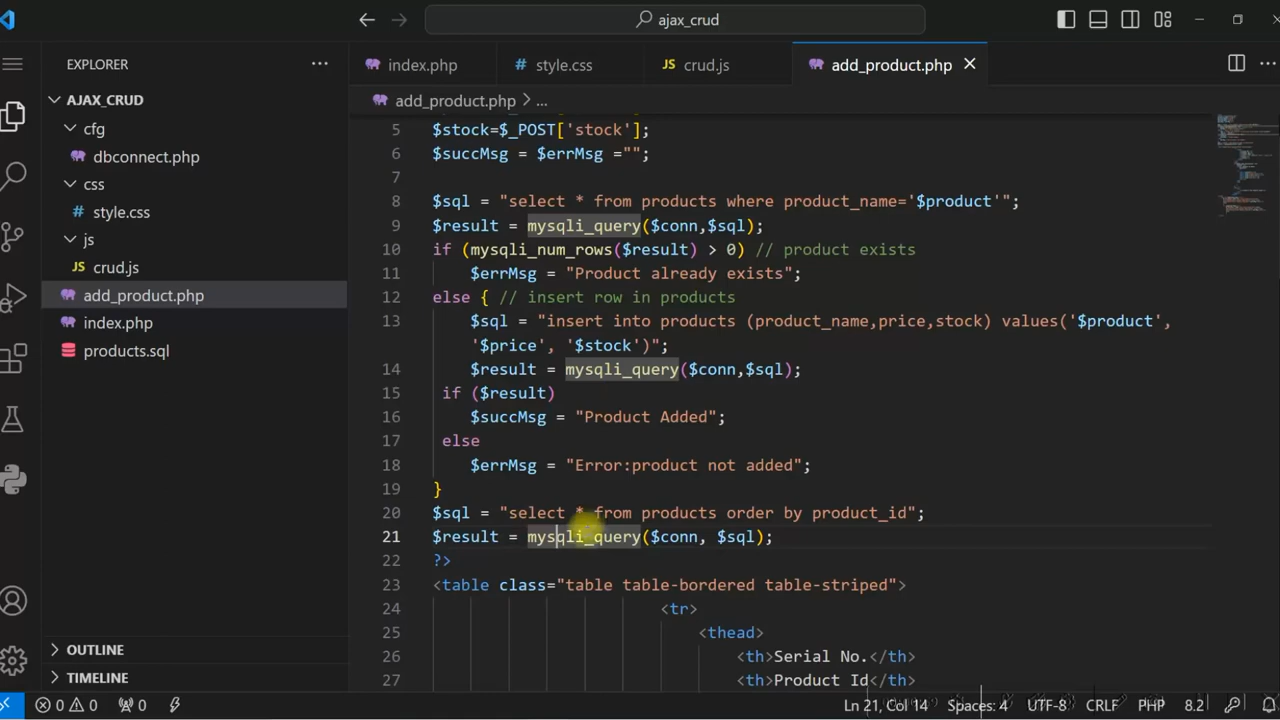 ajax_crud
EXPLORER
index.php
style.css
crud.js
add_product.php
AJAX_CRUD
add_product.php > ...
cfg
dbconnect.php
css
style.css
js
crud.js
add_product.php
index.php
products.sql
OUTLINE
TIMELINE
5 $stock=$_POST['stock'];
6 $succMsg = $errMsg ="";
7
8 $sql = "select * from products where product_name='$product'";
9 $result = mysqli_query($conn,$sql);
10 if (mysqli_num_rows($result) > 0) // product exists
11 $errMsg = "Product already exists";
12 else { // insert row in products
13 $sql = "insert into products (product_name,price,stock) values('$product',
'$price', '$stock')";
14 $result = mysqli_query($conn,$sql);
15 if ($result)
16 $succMsg = "Product Added";
17 else
18 $errMsg = "Error:product not added";
19 }
20 $sql = "select * from products order by product_id";
21 $result = mysqli_query($conn, $sql);
22 ?>
23 <table class="table table-bordered table-striped">
24 <tr>
25 <thead>
26 <th>Serial No.</th>
27 <th>Product Id</th>
0 0 0
Ln 21, Col 14
Spaces: 4
UTF-8
CRLF
PHP
8.2